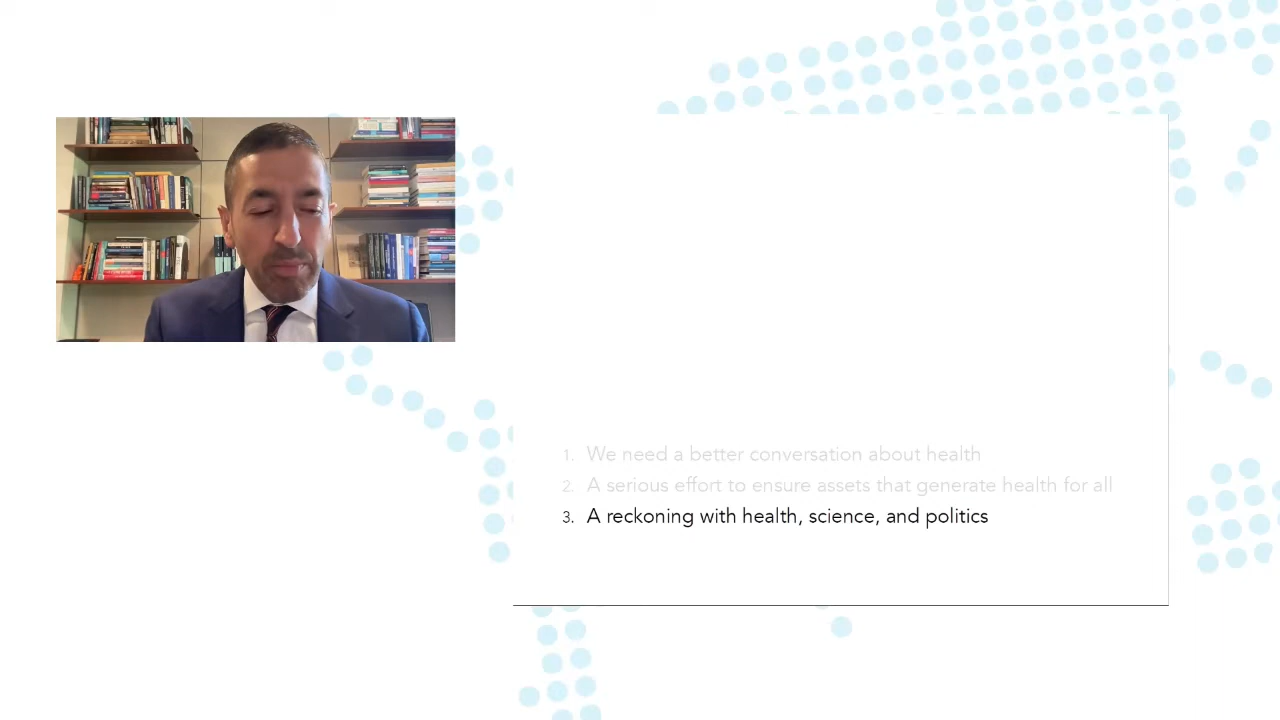 1. We need a better conversation about health
2. A serious effort to ensure assets that generate health for all
3. A reckoning with health, science, and politics